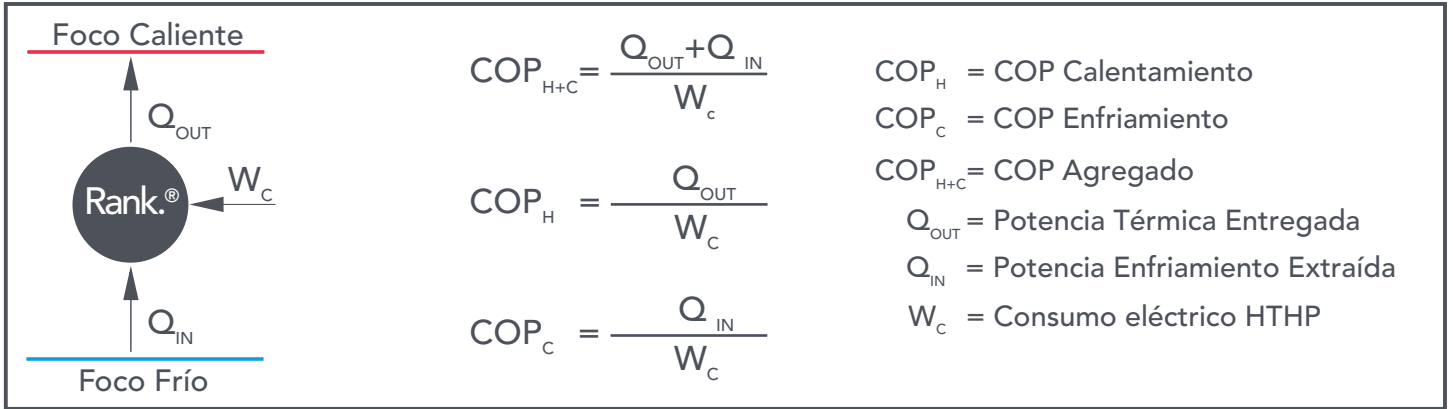 Foco Caliente
Q_OUT
Rank.®
W_C
Q_IN
Foco Frío
COP_H+C = Q_OUT+Q_IN / W_c
COP_H = Q_OUT / W_C
COP_C = Q_IN / W_C
COP_H = COP Calentamiento
COP_C = COP Enfriamiento
COP_H+C = COP Agregado
Q_OUT = Potencia Térmica Entregada
Q_IN = Potencia Enfriamiento Extraída
W_C = Consumo eléctrico HTHP